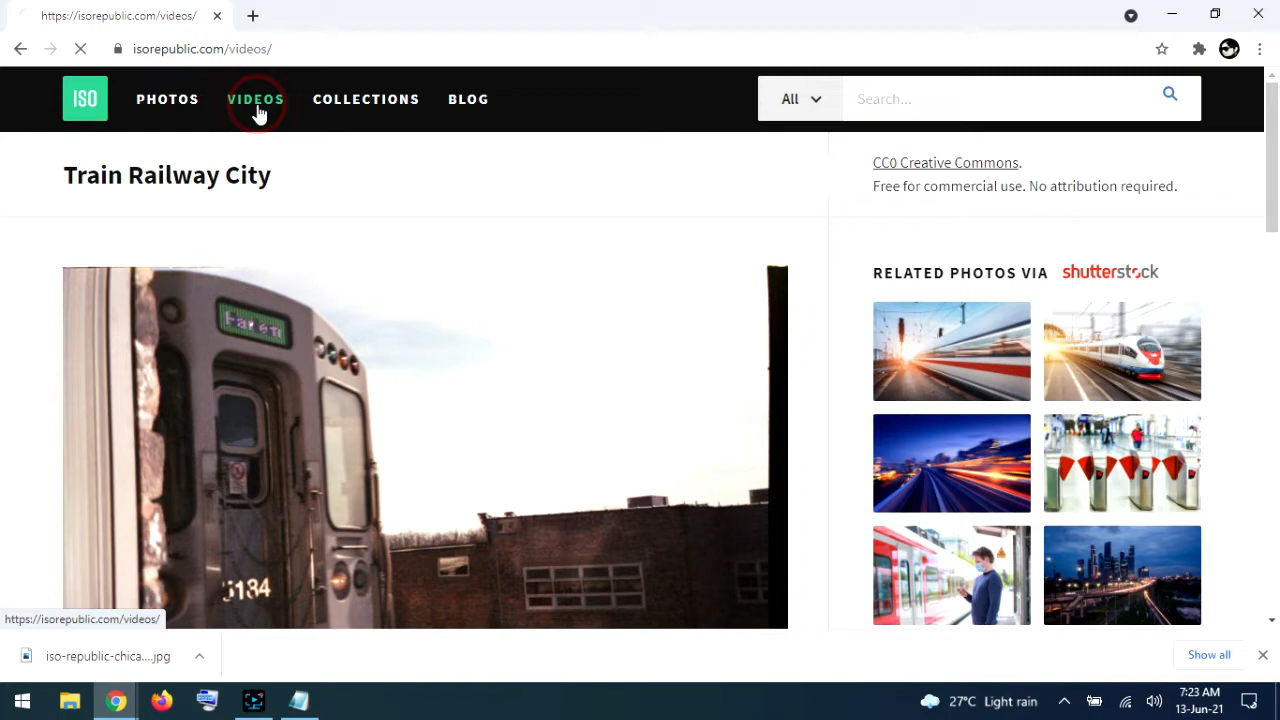 https://isorepublic.com/videos/
isorepublic.com/videos/
ISO PHOTOS VIDEOS COLLECTIONS BLOG All Search...
Train Railway City
CC0 Creative Commons.
Free for commercial use. No attribution required.
RELATED PHOTOS VIA shutterstock
5184
https://isorepublic.com/videos/
iso-republic-chica....jpg
Show all
27°C Light rain
7:23 AM
13-Jun-21